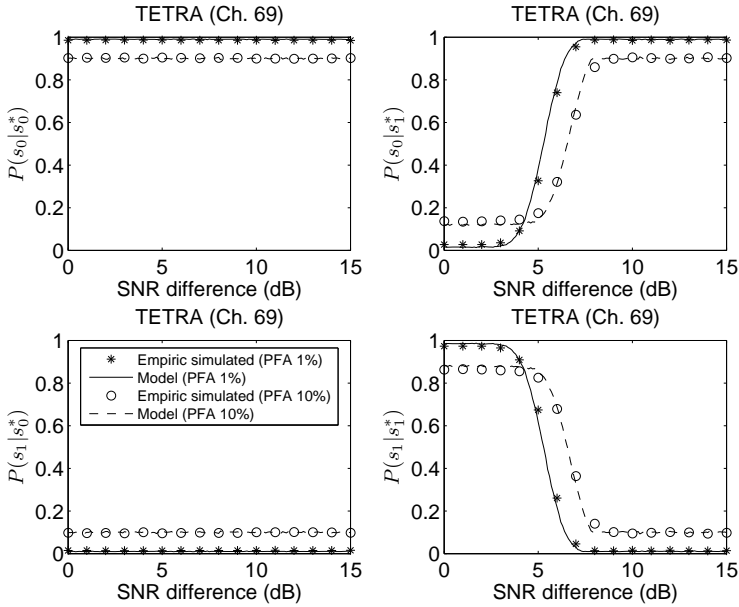 TETRA (Ch. 69)
1
0.8
0.6
0.4
0.2
0
P(s₀|s₀*)
0 5 10 15
SNR difference (dB)
TETRA (Ch. 69)
1
0.8
0.6
0.4
0.2
0
P(s₀|s₁*)
0 5 10 15
SNR difference (dB)
TETRA (Ch. 69)
1
0.8
0.6
0.4
0.2
0
P(s₁|s₀*)
Empiric simulated (PFA 1%)
Model (PFA 1%)
Empiric simulated (PFA 10%)
Model (PFA 10%)
0 5 10 15
SNR difference (dB)
TETRA (Ch. 69)
1
0.8
0.6
0.4
0.2
0
P(s₁|s₁*)
0 5 10 15
SNR difference (dB)